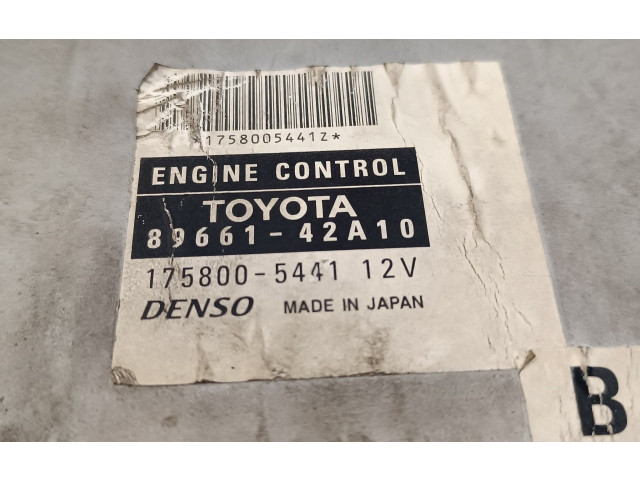 1758005441Z*
ENGINE CONTROL
TOYOTA
89661-42A10
175800-5441 12V
DENSO MADE IN JAPAN
B